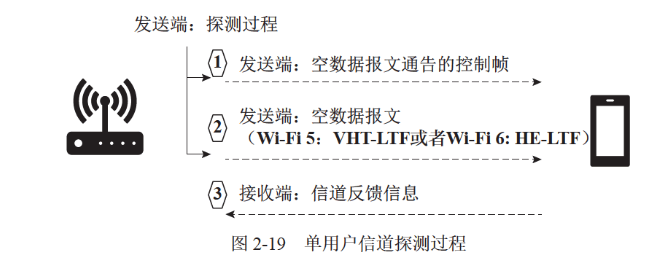 发送端：探测过程
1 发送端：空数据报文通告的控制帧
发送端：空数据报文
2
（Wi-Fi 5：VHT-LTF或者Wi-Fi 6: HE-LTF）
3 接收端：信道反馈信息
图 2-19 单用户信道探测过程